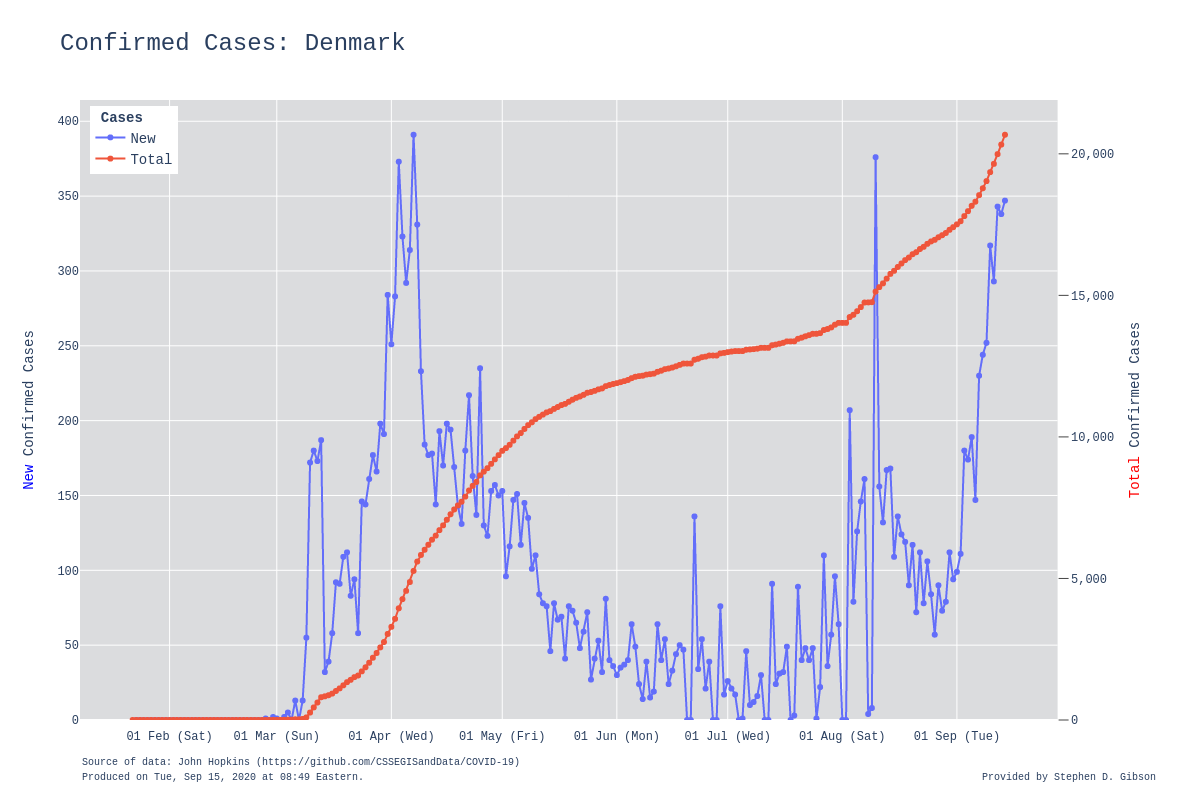 Confirmed Cases: Denmark
Cases
New
Total
400
350
300
250
200
150
100
50
0
20,000
15,000
10,000
5,000
0
New Confirmed Cases
Total Confirmed Cases
01 Feb (Sat)
01 Mar (Sun)
01 Apr (Wed)
01 May (Fri)
01 Jun (Mon)
01 Jul (Wed)
01 Aug (Sat)
01 Sep (Tue)
Source of data: John Hopkins (https://github.com/CSSEGISandData/COVID-19)
Produced on Tue, Sep 15, 2020 at 08:49 Eastern.
Provided by Stephen D. Gibson